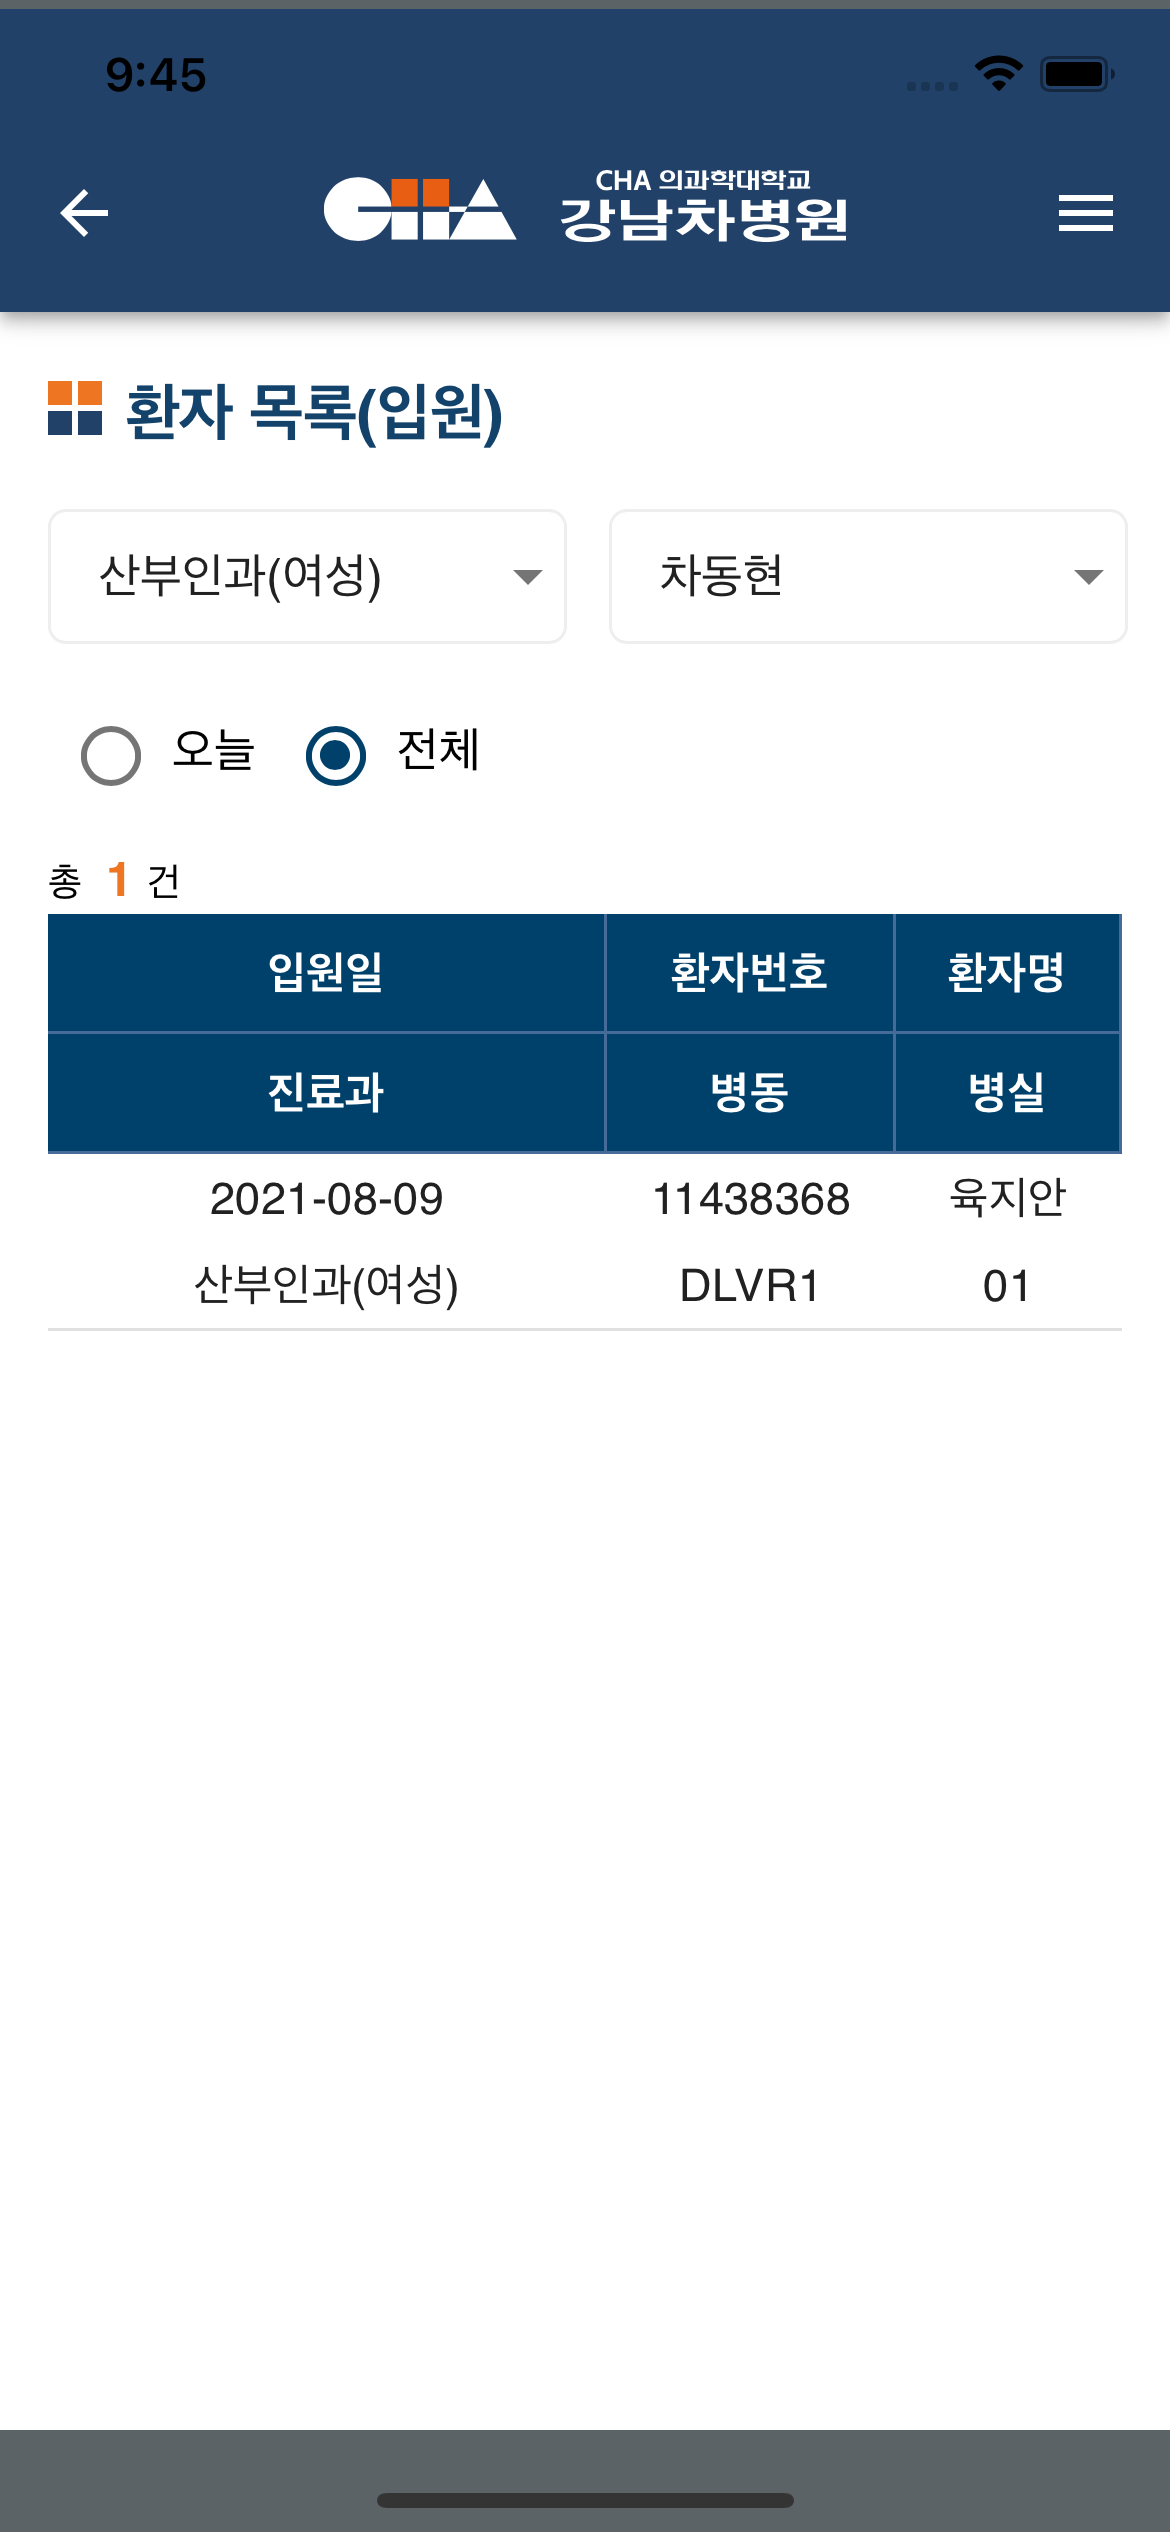 9:45
CHA
CHA 의과학대학교
강남차병원
환자 목록(입원)
산부인과(여성) 차동현
오늘 전체
총 1 건
입원일 환자번호 환자명
진료과 병동 병실
2021-08-09 11438368 육지안
산부인과(여성) DLVR1 01